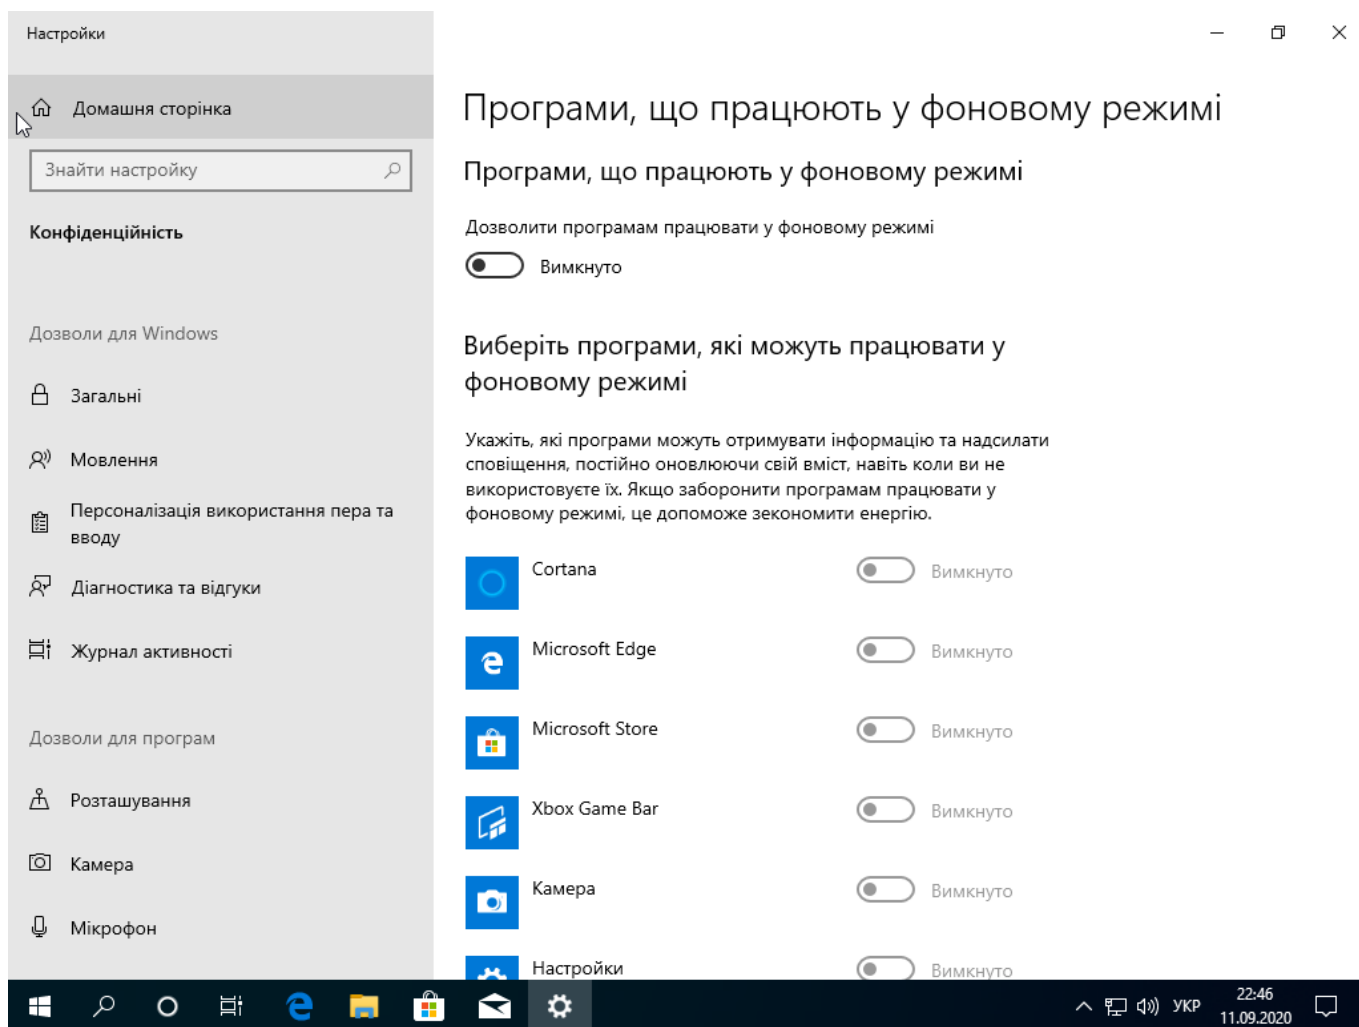 Настройки
Домашня сторінка
Знайти настройку
Конфіденційність
Дозволи для Windows
Загальні
Мовлення
Персоналізація використання пера та
вводу
Діагностика та відгуки
Журнал активності
Дозволи для програм
Розташування
Камера
Мікрофон
Програми, що працюють у фоновому режимі
Програми, що працюють у фоновому режимі
Дозволити програмам працювати у фоновому режимі
Вимкнуто
Виберіть програми, які можуть працювати у
фоновому режимі
Укажіть, які програми можуть отримувати інформацію та надсилати
сповіщення, постійно оновлюючи свій вміст, навіть коли ви не
використовуєте їх. Якщо заборонити програмам працювати у
фоновому режимі, це допоможе зекономити енергію.
Cortana Вимкнуто
Microsoft Edge Вимкнуто
Microsoft Store Вимкнуто
Xbox Game Bar Вимкнуто
Камера Вимкнуто
Настройки Вимкнуто
УКР
22:46
11.09.2020